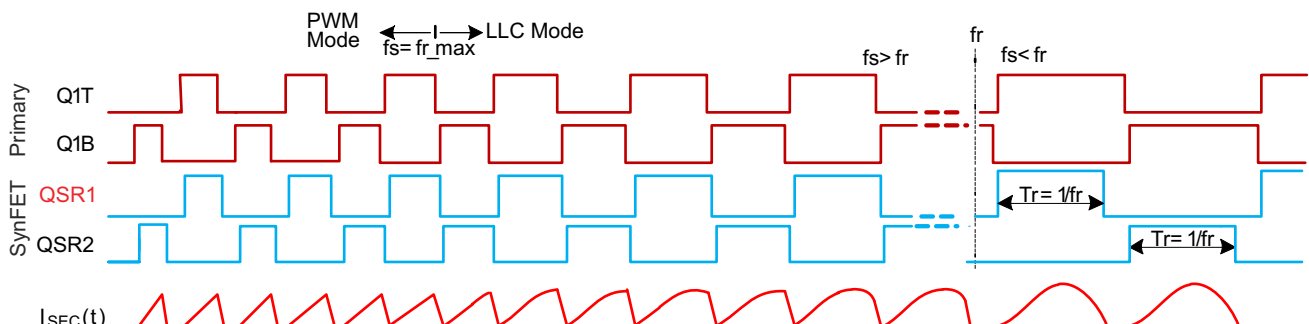 PWM Mode
LLC Mode
fs= fr_max
fr
fs> fr
fs< fr
Primary
Q1T
Q1B
SynFET
QSR1
Tr= 1/fr
QSR2
Tr= 1/fr
ISEC(t)